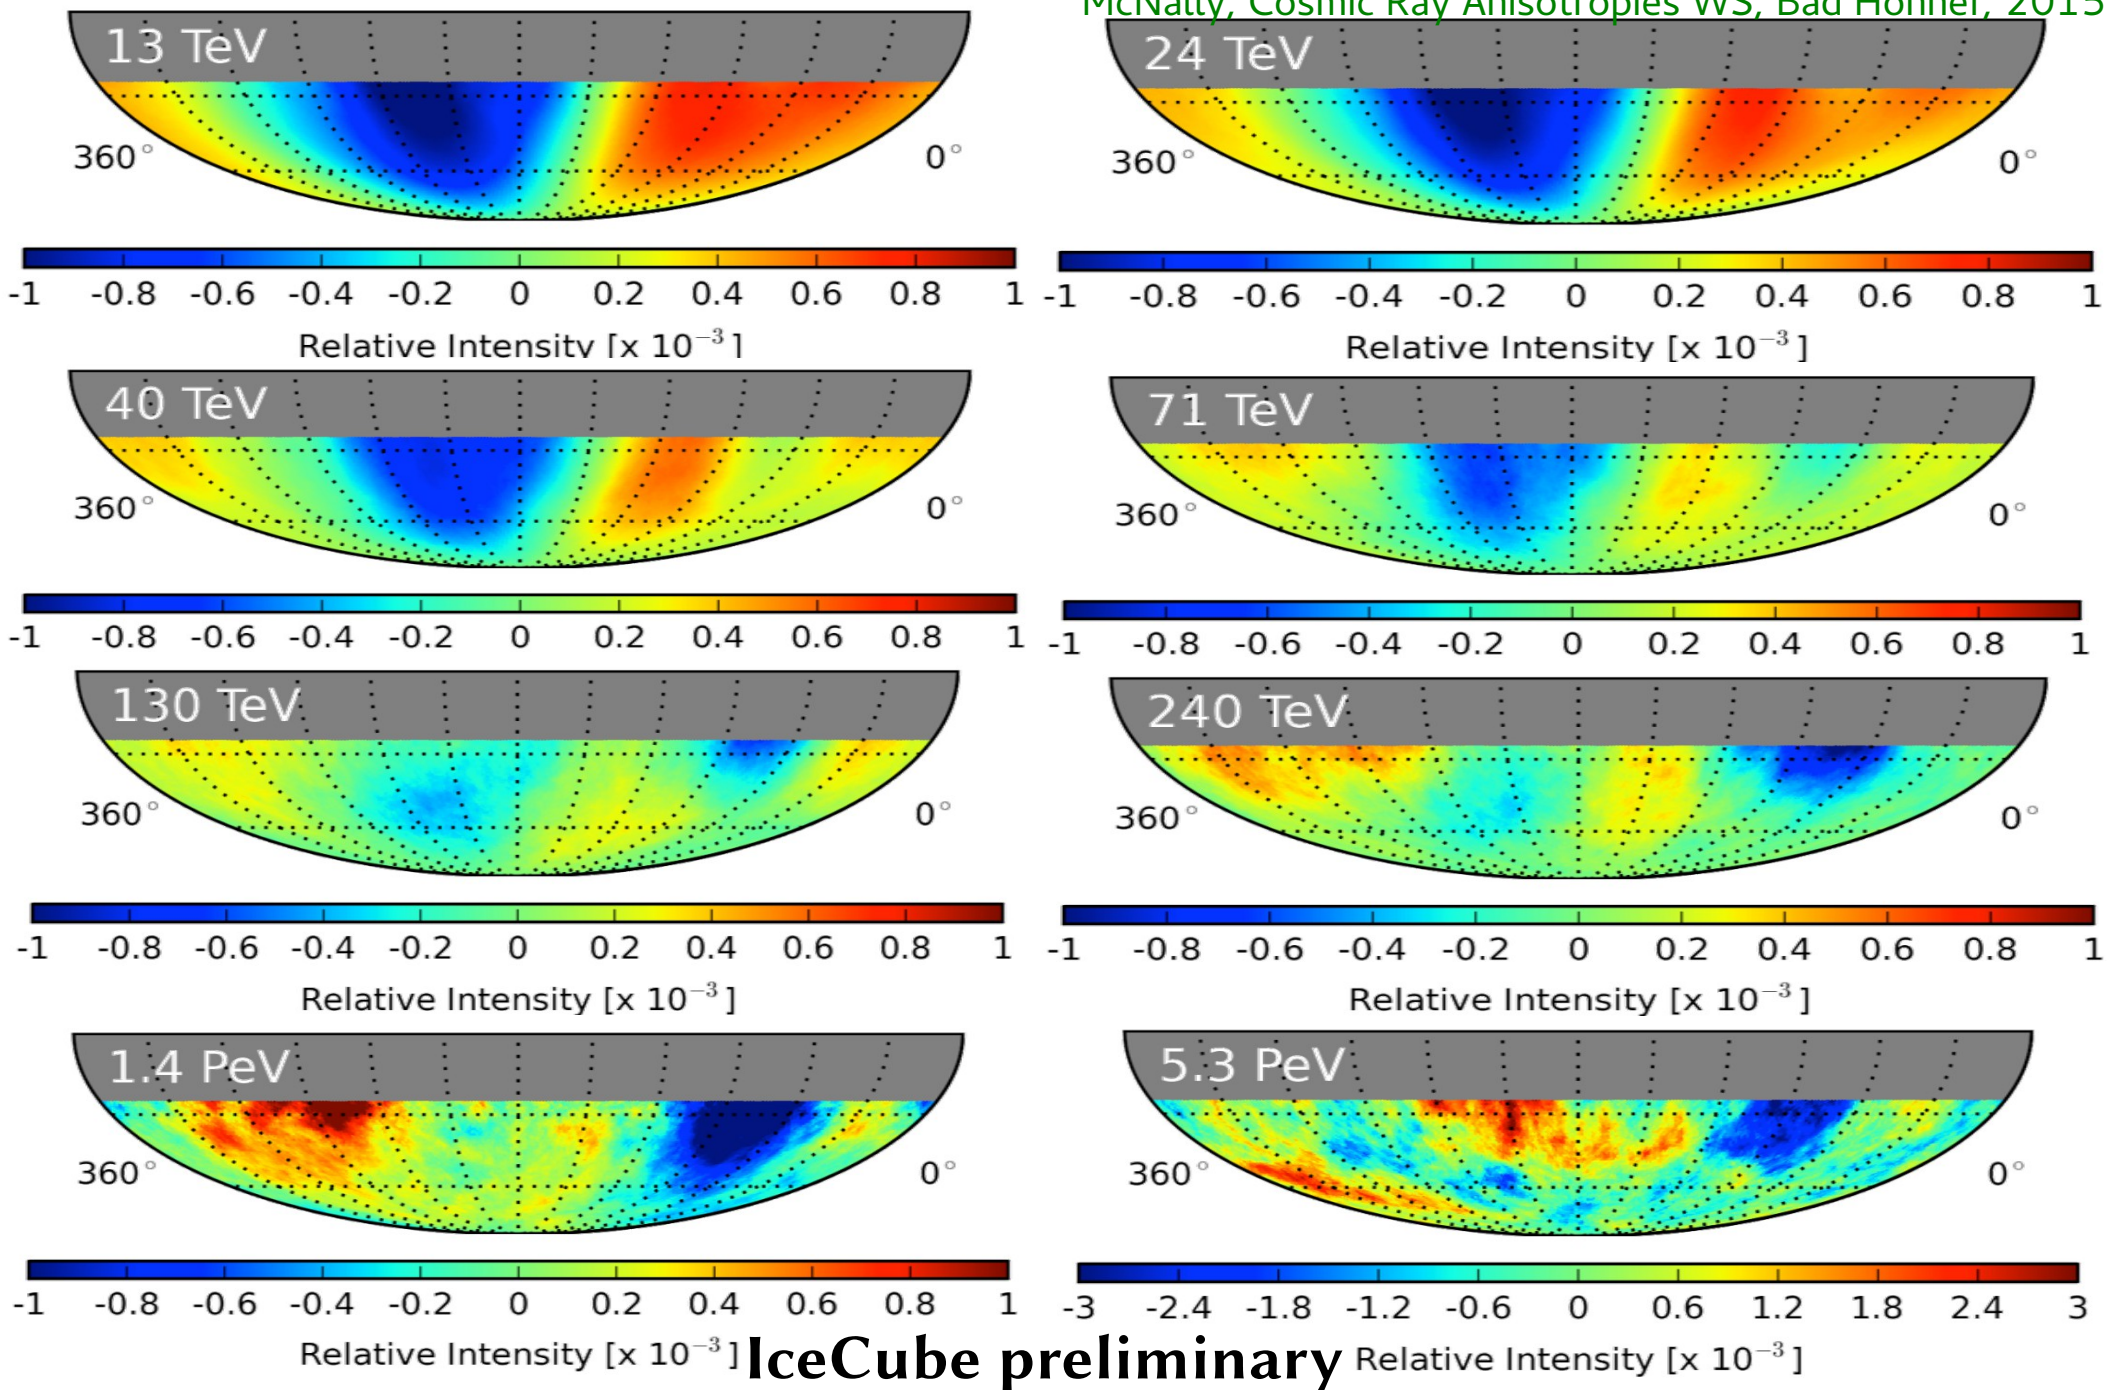 McNally, Cosmic Ray Anisotropies WS, Bad Honnef, 2015
13 TeV
360°
0°
-1 -0.8 -0.6 -0.4 -0.2 0 0.2 0.4 0.6 0.8 1
Relative Intensity [x 10⁻³]
24 TeV
360°
0°
-1 -0.8 -0.6 -0.4 -0.2 0 0.2 0.4 0.6 0.8 1
Relative Intensity [x 10⁻³]
40 TeV
360°
0°
-1 -0.8 -0.6 -0.4 -0.2 0 0.2 0.4 0.6 0.8 1
71 TeV
360°
0°
-1 -0.8 -0.6 -0.4 -0.2 0 0.2 0.4 0.6 0.8 1
130 TeV
360°
0°
-1 -0.8 -0.6 -0.4 -0.2 0 0.2 0.4 0.6 0.8 1
Relative Intensity [x 10⁻³]
240 TeV
360°
0°
-1 -0.8 -0.6 -0.4 -0.2 0 0.2 0.4 0.6 0.8 1
Relative Intensity [x 10⁻³]
1.4 PeV
360°
0°
-1 -0.8 -0.6 -0.4 -0.2 0 0.2 0.4 0.6 0.8 1
Relative Intensity [x 10⁻³]
5.3 PeV
360°
0°
-3 -2.4 -1.8 -1.2 -0.6 0 0.6 1.2 1.8 2.4 3
Relative Intensity [x 10⁻³]
IceCube preliminary